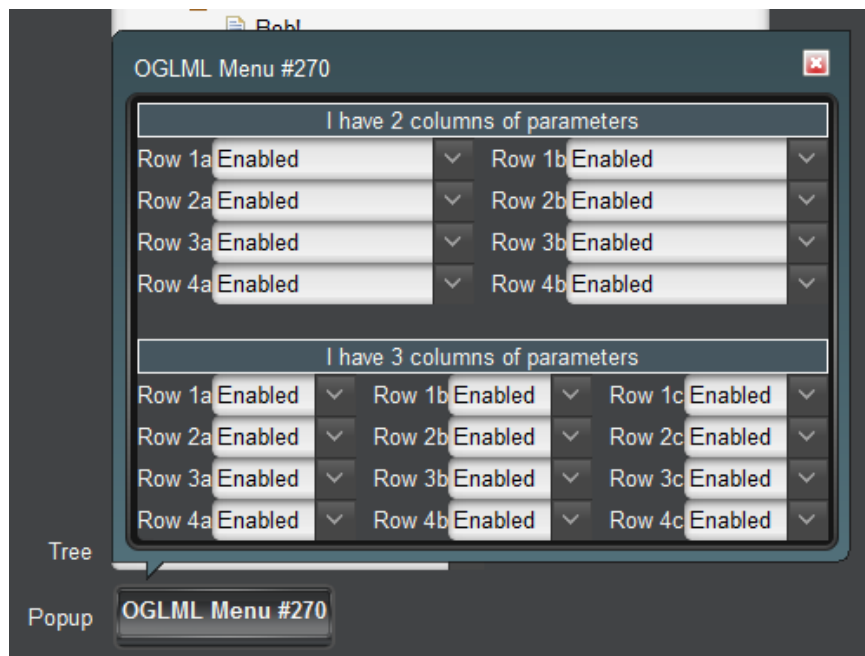 Rob!
OGLML Menu #270
I have 2 columns of parameters
Row 1a Enabled Row 1b Enabled
Row 2a Enabled Row 2b Enabled
Row 3a Enabled Row 3b Enabled
Row 4a Enabled Row 4b Enabled
I have 3 columns of parameters
Row 1a Enabled Row 1b Enabled Row 1c Enabled
Row 2a Enabled Row 2b Enabled Row 2c Enabled
Row 3a Enabled Row 3b Enabled Row 3c Enabled
Row 4a Enabled Row 4b Enabled Row 4c Enabled
Tree
Popup OGLML Menu #270